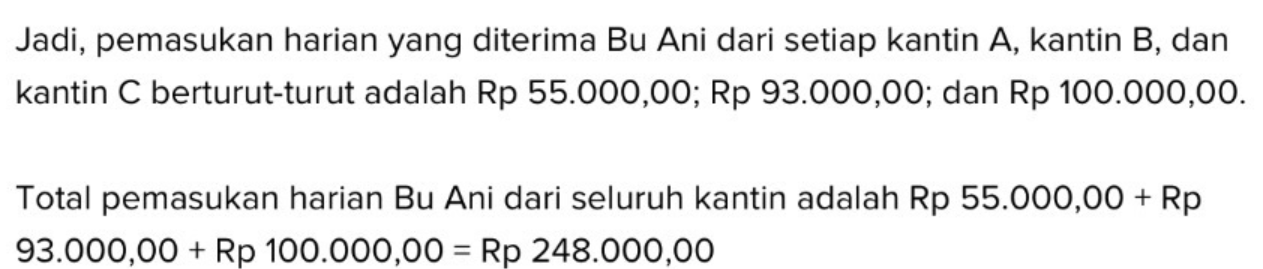 Jadi, pemasukan harian yang diterima Bu Ani dari setiap kantin A, kantin B, dan
kantin C berturut-turut adalah Rp 55.000,00; Rp 93.000,00; dan Rp 100.000,00.
Total pemasukan harian Bu Ani dari seluruh kantin adalah Rp 55.000,00 + Rp
93.000,00 + Rp 100.000,00 = Rp 248.000,00